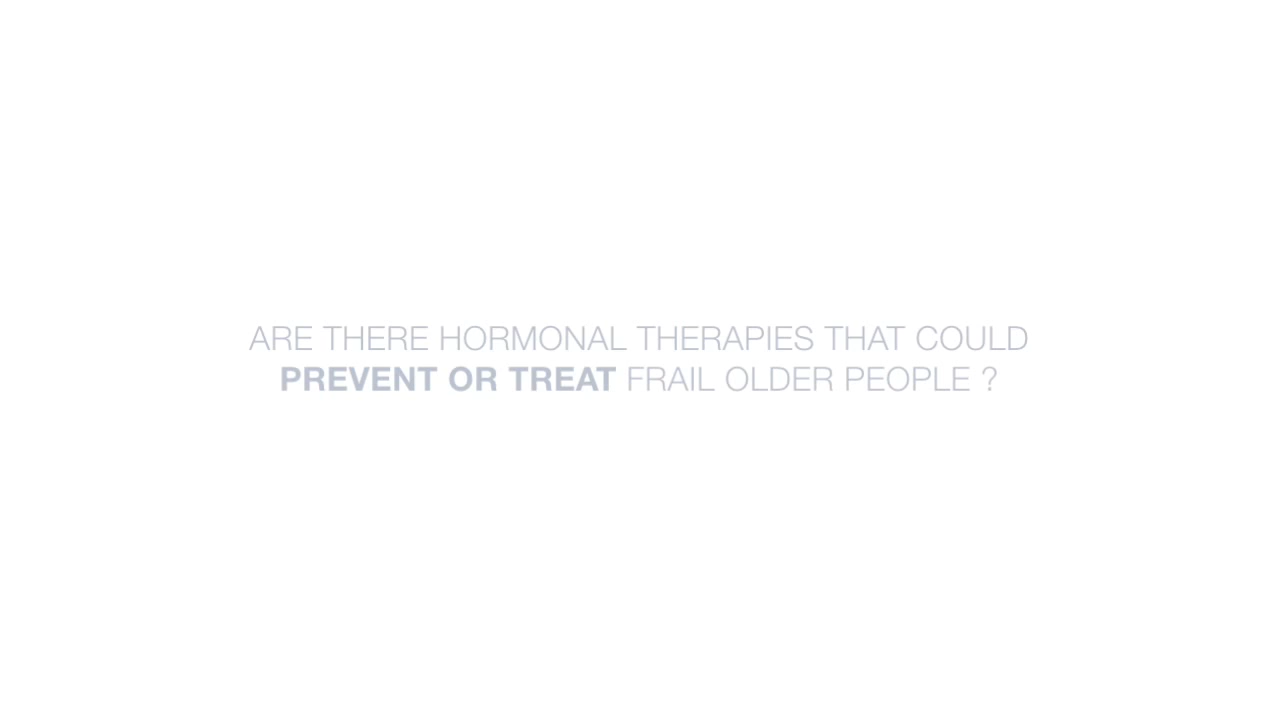 ARE THERE HORMONAL THERAPIES THAT COULD
PREVENT OR TREAT FRAIL OLDER PEOPLE ?